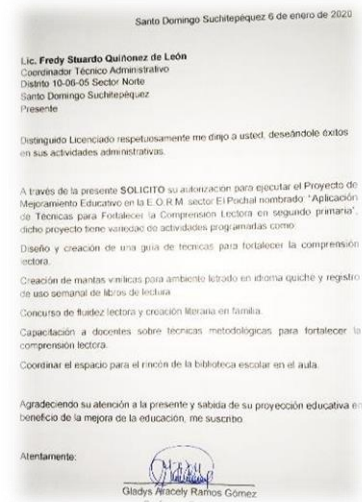 Santo Domingo Suchitepéquez 6 de enero de 2020
Lic. Fredy Stuardo Quiñonez de León
Coordinador Técnico Administrativo
Distrito 10-06-05 Sector Norte
Santo Domingo Suchitepéquez
Presente
Distinguido Licenciado respetuosamente me dirijo a usted, deseándole éxitos
en sus actividades administrativas.
A través de la presente SOLICITO su autorización para ejecutar el Proyecto de
Mejoramiento Educativo en la E.O.R.M. sector El Pochal nombrado: "Aplicación
de Técnicas para Fortalecer la Comprensión Lectora en segundo primaria",
dicho proyecto tiene variedad de actividades programadas como:
Diseño y creación de una guía de técnicas para fortalecer la comprensión
lectora.
Creación de mantas vinílicas para ambiente letrado en idioma quiché y registro
de uso semanal de libros de lectura
Concurso de fluidez lectora y creación literaria en familia.
Capacitación a docentes sobre técnicas metodológicas para fortalecer la
comprensión lectora.
Coordinar el espacio para el rincón de la biblioteca escolar en el aula.
Agradeciendo su atención a la presente y sabida de su proyección educativa en
beneficio de la mejora de la educación, me suscribo
Atentamente:
Gladys Aracely Ramos Gómez